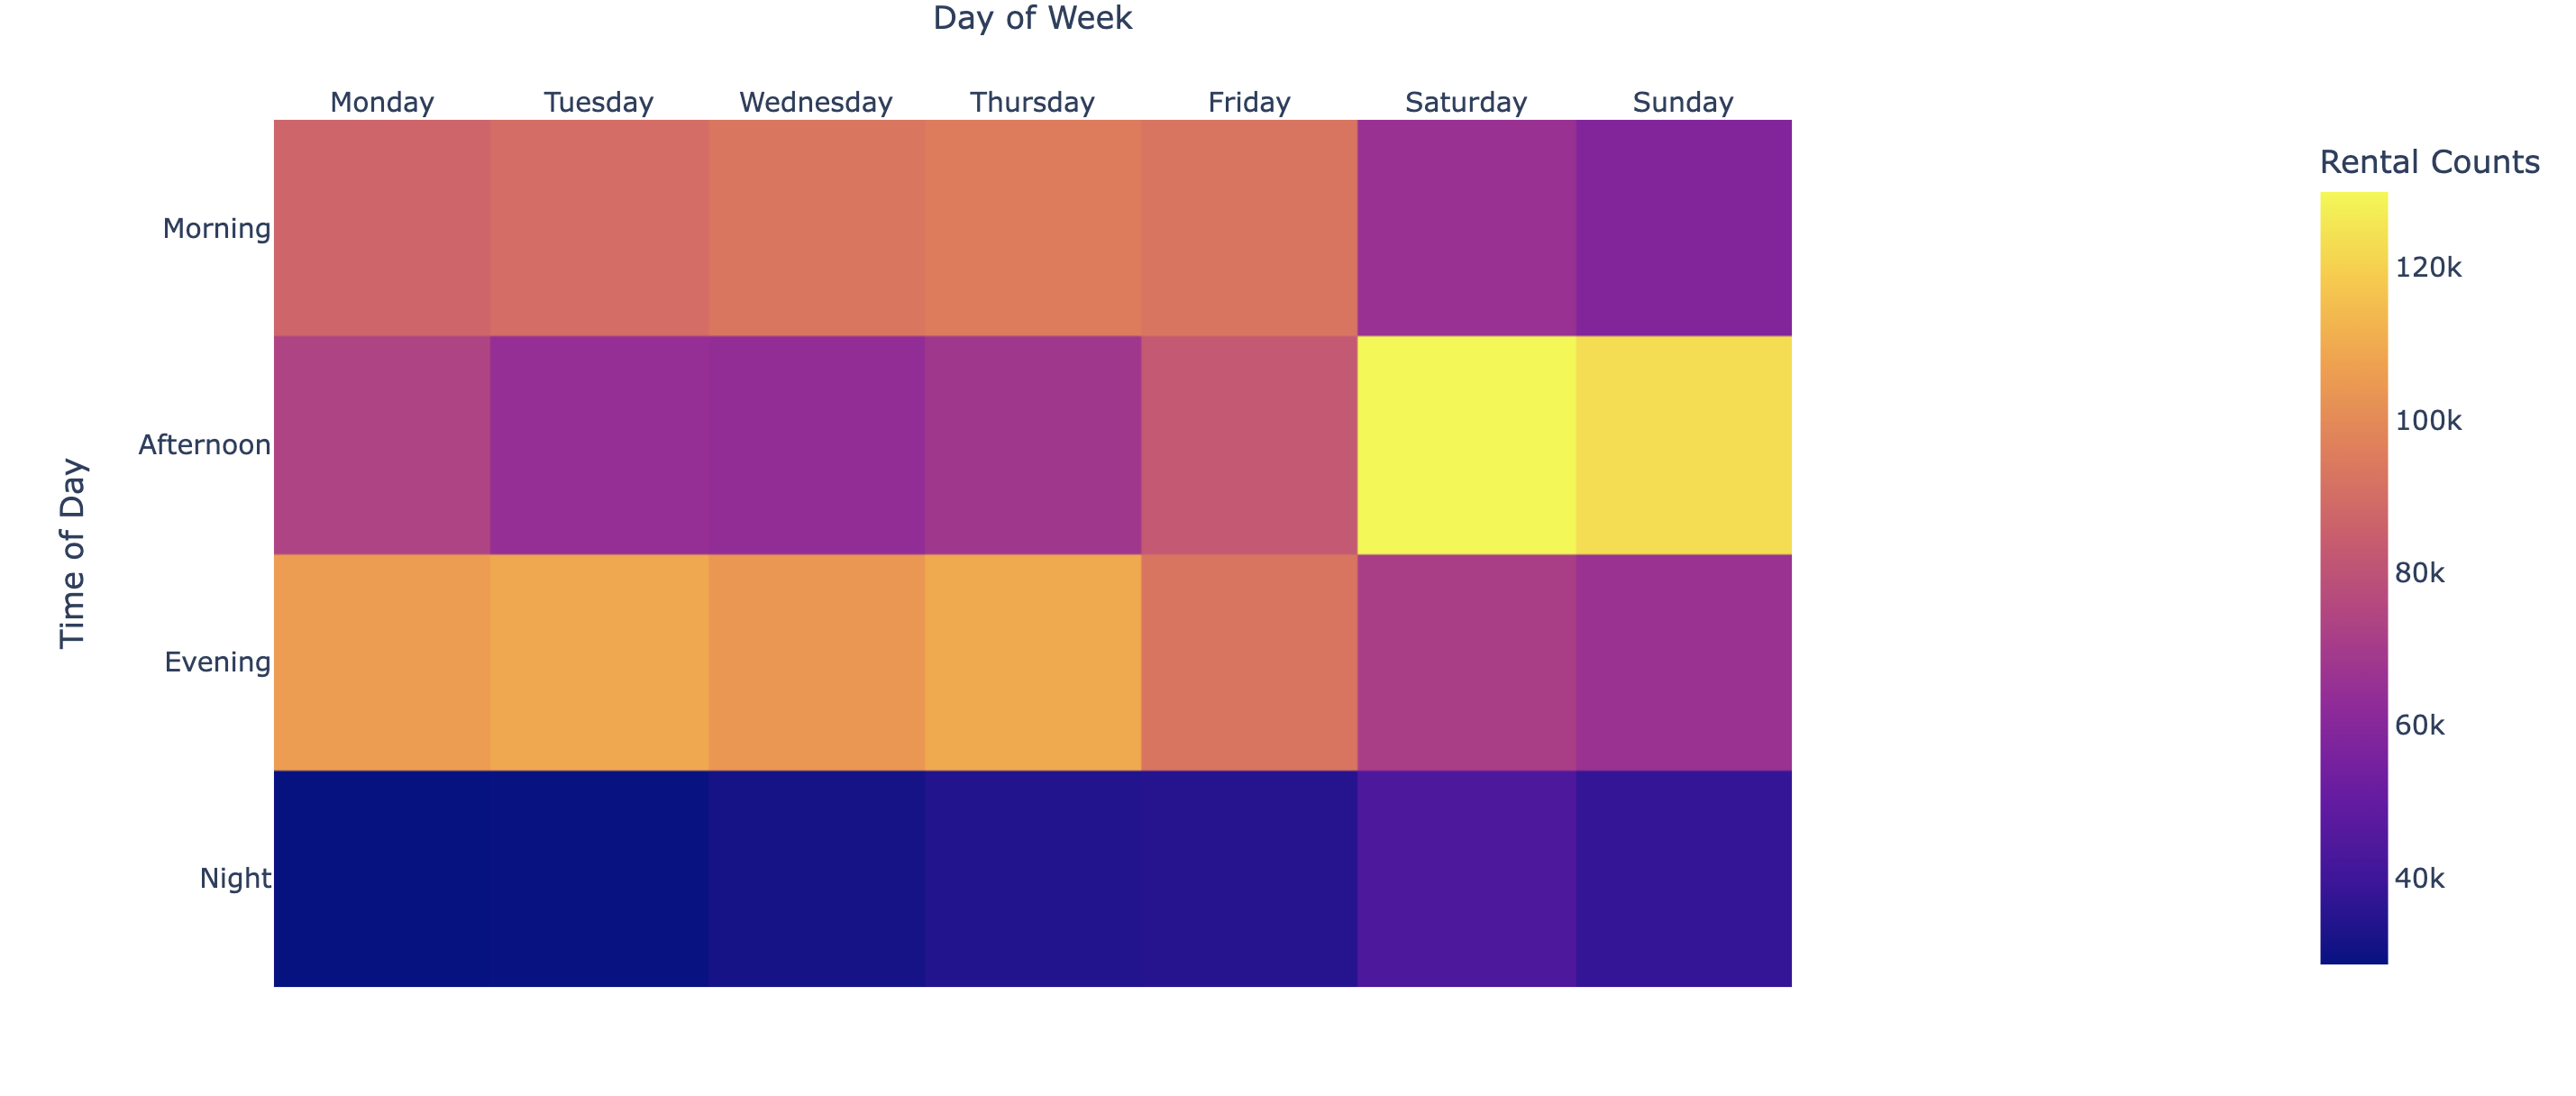 Day of Week
Monday Tuesday Wednesday Thursday Friday Saturday Sunday
Rental Counts
Morning
Afternoon
Evening
Night
Time of Day
120k
100k
80k
60k
40k